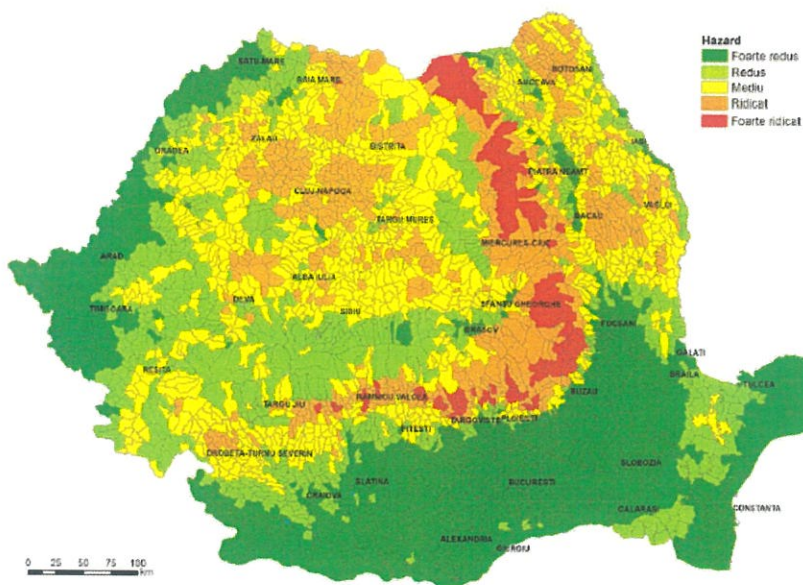 Hazard
Foarte redus
Redus
Mediu
Ridicat
Foarte ridicat
SATU-MARE
BAIA MARE
SUCEAVA
BOTOSANI
ORADEA
ZALAU
BISTRITA
IASI
PIATRA NEAMT
CLUJ-NAPOCA
TARGU MURES
BACAU
VASLUI
MIERCUREA-CIUC
ARAD
ALBA IULIA
TIMISOARA
DEVA
SIBIU
SFANTU GHEORGHE
BRASOV
FOCSANI
GALATI
BRAILA
TULCEA
RESITA
TARGU JIU
RAMNICU VALCEA
TARGOVISTE
PLOIESTI
BUZAU
PITESTI
DROBETA-TURNU SEVERIN
SLOBOZIA
CRAIOVA
SLATINA
BUCURESTI
CALARASI
CONSTANTA
ALEXANDRIA
GIURGIU
0 25 50 75 100
km